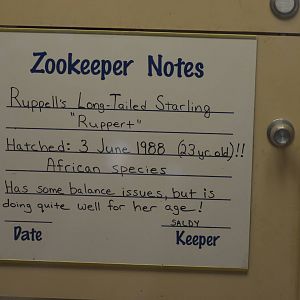 Zookeeper Notes
Ruppell's Long-Tailed Starling
"Ruppert"
Hatched: 3 June 1988 (23 yr old)!!
African species
Has some balance issues, but is
doing quite well for her age!
SALDY
Date Keeper